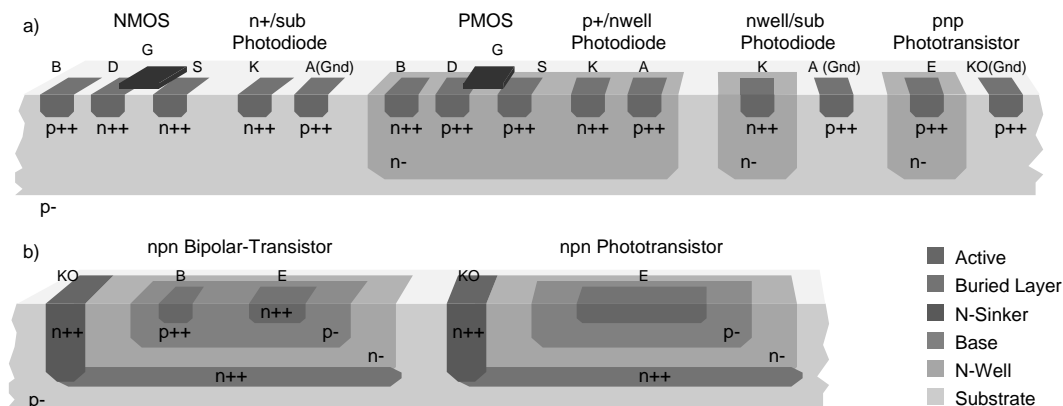 a)
NMOS
n+/sub
Photodiode
PMOS
p+/nwell
Photodiode
nwell/sub
Photodiode
pnp
Phototransistor
G
G
B
D
S
K
A(Gnd)
B
D
S
K
A
K
A (Gnd)
E
KO(Gnd)
p++
n++
n++
n++
p++
n++
p++
p++
n++
p++
n++
p++
p++
p++
n-
n-
n-
p-
b)
npn Bipolar-Transistor
npn Phototransistor
KO
B
E
KO
E
n++
p++
n++
p-
n-
n++
n++
p-
n-
n++
p-
Active
Buried Layer
N-Sinker
Base
N-Well
Substrate